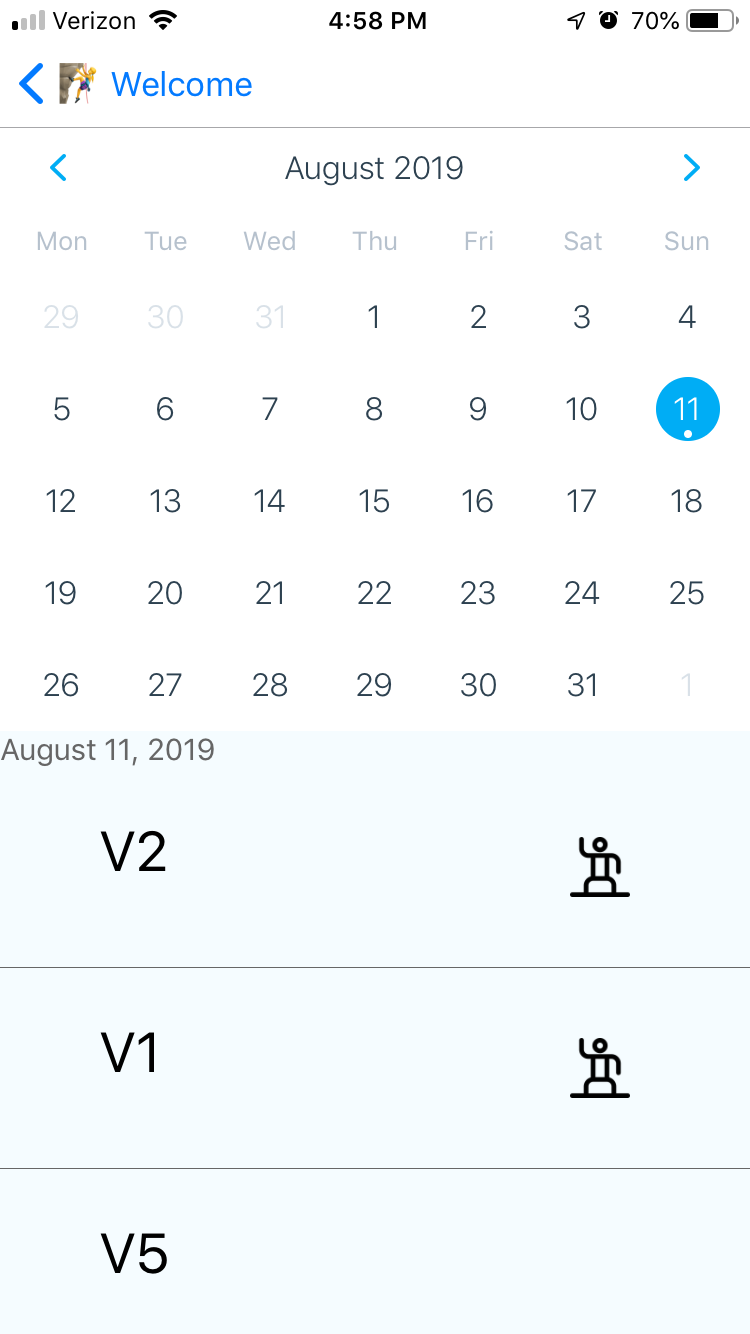 Verizon 4:58 PM 70%
Welcome
August 2019
Mon Tue Wed Thu Fri Sat Sun
29 30 31 1 2 3 4
5 6 7 8 9 10 11
12 13 14 15 16 17 18
19 20 21 22 23 24 25
26 27 28 29 30 31 1
August 11, 2019
V2
V1
V5